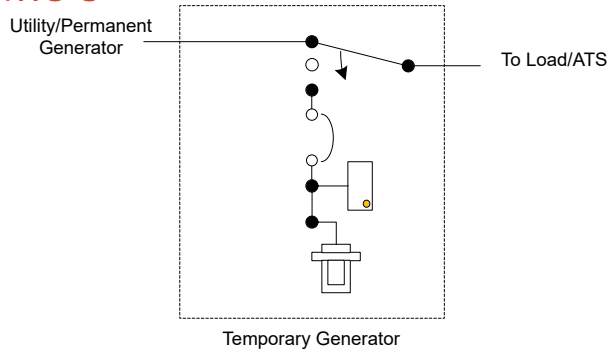 Utility/Permanent
Generator
To Load/ATS
Temporary Generator